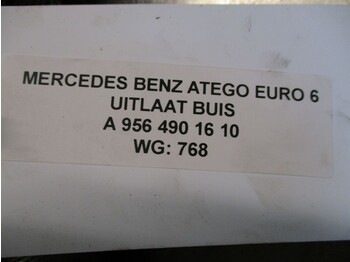 MERCEDES BENZ ATEGO EURO 6
UITLAAT BUIS
A 956 490 16 10
WG: 768